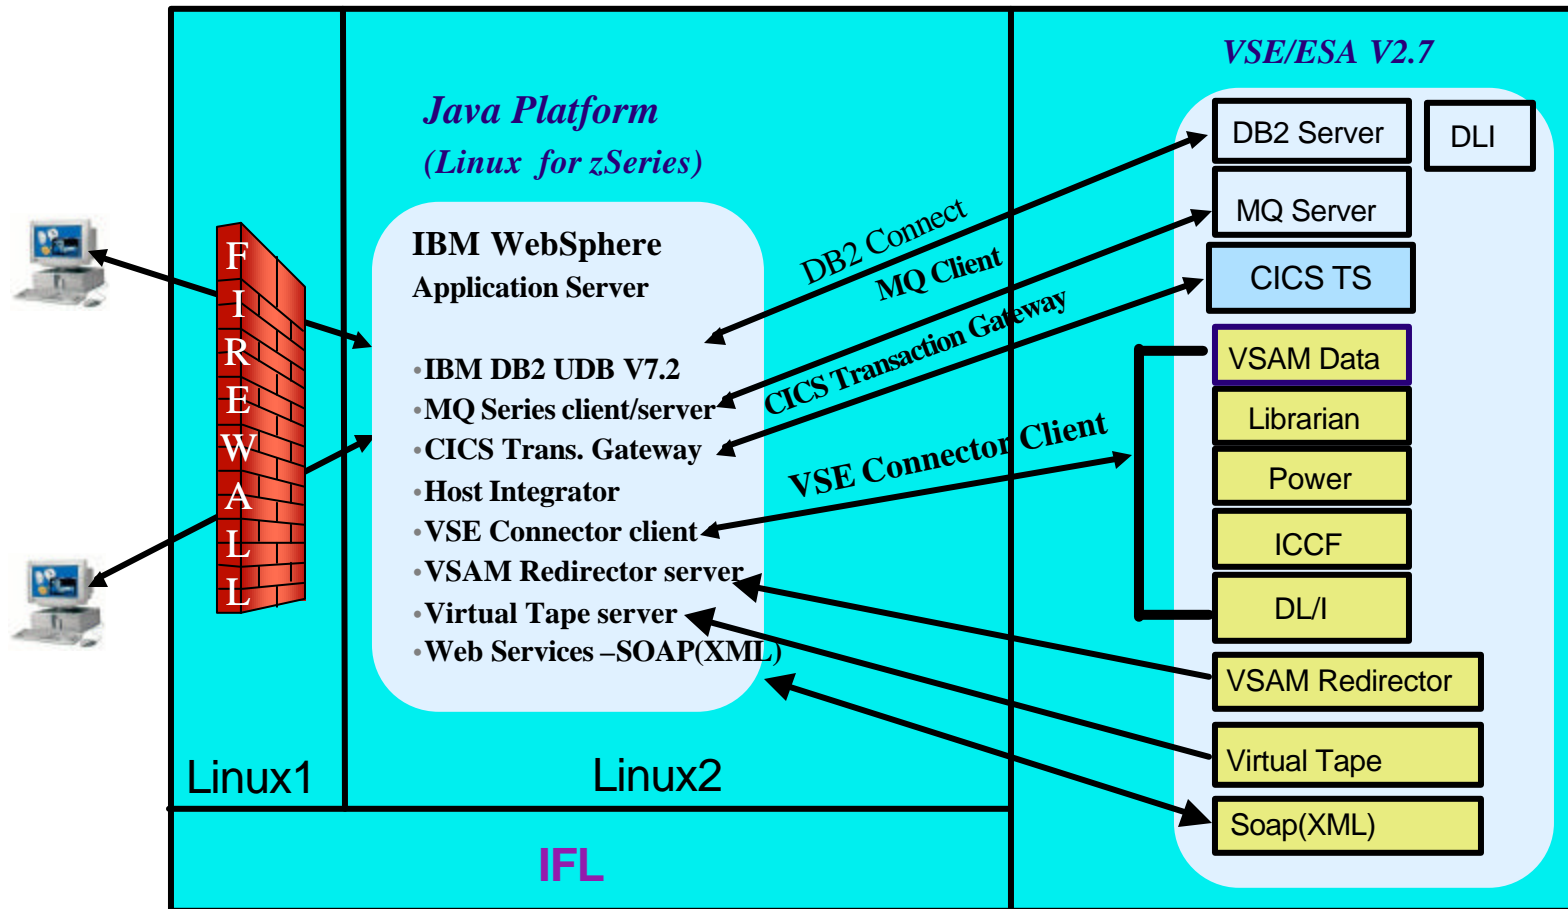 VSE/ESA V2.7
Java Platform
(Linux for zSeries)
FIREWALL
IBM WebSphere
Application Server
•IBM DB2 UDB V7.2
•MQ Series client/server
•CICS Trans. Gateway
•Host Integrator
•VSE Connector client
•VSAM Redirector server
•Virtual Tape server
•Web Services –SOAP(XML)
DB2 Connect
MQ Client
CICS Transaction Gateway
VSE Connector Client
DB2 Server
DLI
MQ Server
CICS TS
VSAM Data
Librarian
Power
ICCF
DL/I
VSAM Redirector
Virtual Tape
Soap(XML)
Linux1
Linux2
IFL